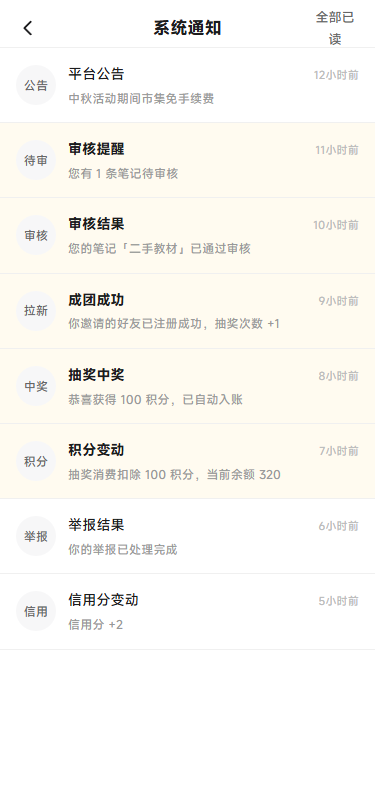 系统通知
全部已
读
公告
平台公告
12小时前
中秋活动期间市集免手续费
待审
审核提醒
11小时前
您有 1 条笔记待审核
审核
审核结果
10小时前
你的笔记「二手教材」已通过审核
拉新
成团成功
9小时前
你邀请的好友已注册成功，抽奖次数 +1
中奖
抽奖中奖
8小时前
恭喜获得 100 积分，已自动入账
积分
积分变动
7小时前
抽奖消费扣除 100 积分，当前余额 320
举报
举报结果
6小时前
你的举报已处理完成
信用
信用分变动
5小时前
信用分 +2